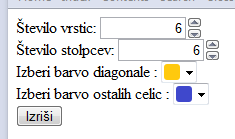 Število vrstic: 6
Število stolpcev: 6
Izberi barvo diagonale :
Izberi barvo ostalih celic :
Izriši